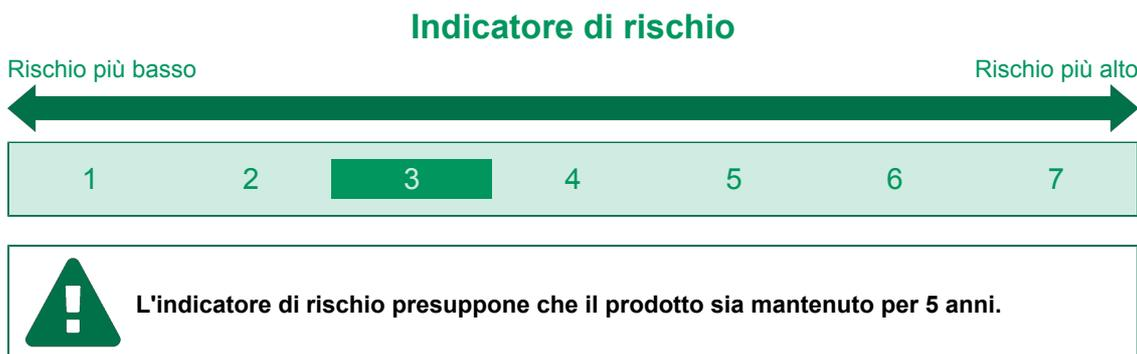 Indicatore di rischio
Rischio più basso Rischio più alto
1 2 3 4 5 6 7
L'indicatore di rischio presuppone che il prodotto sia mantenuto per 5 anni.